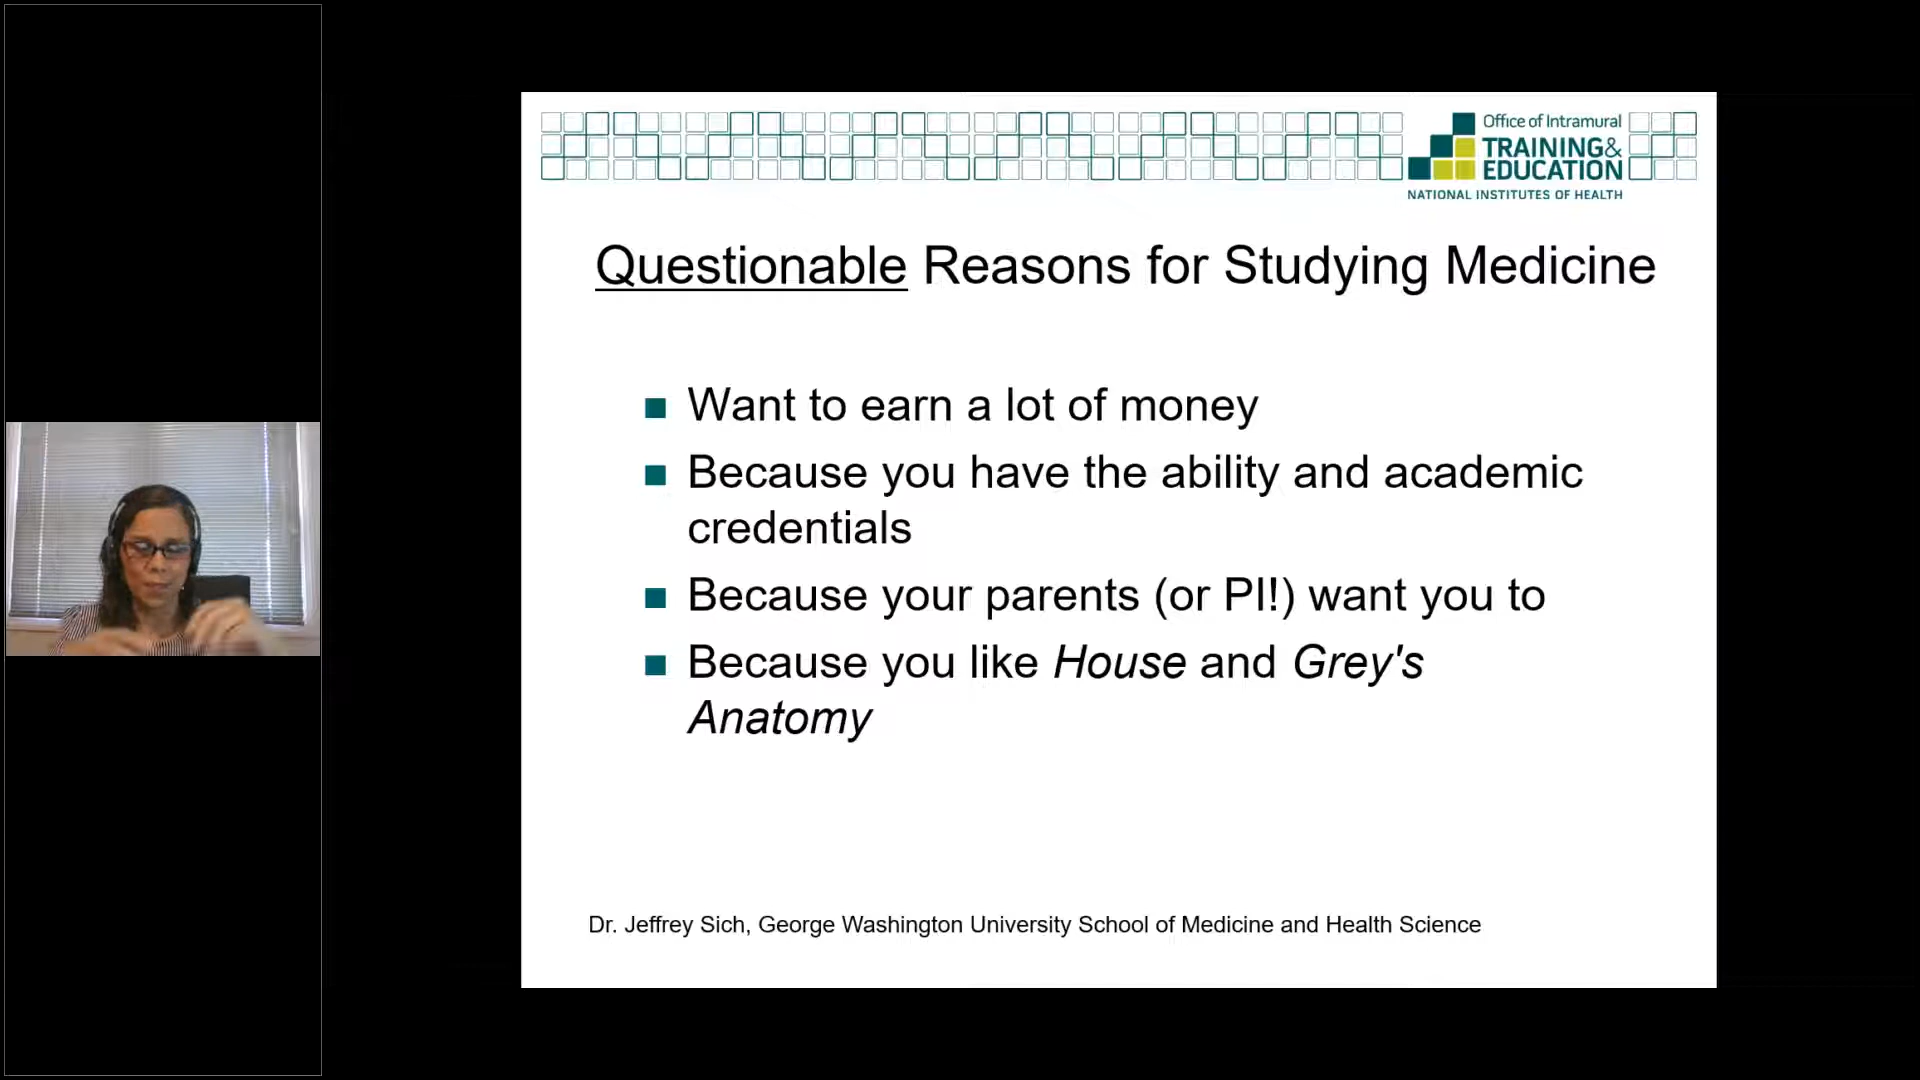 Office of Intramural
TRAINING&
EDUCATION
NATIONAL INSTITUTES OF HEALTH
Questionable Reasons for Studying Medicine
Want to earn a lot of money
Because you have the ability and academic
credentials
Because your parents (or PI!) want you to
Because you like House and Grey's
Anatomy
Dr. Jeffrey Sich, George Washington University School of Medicine and Health Science